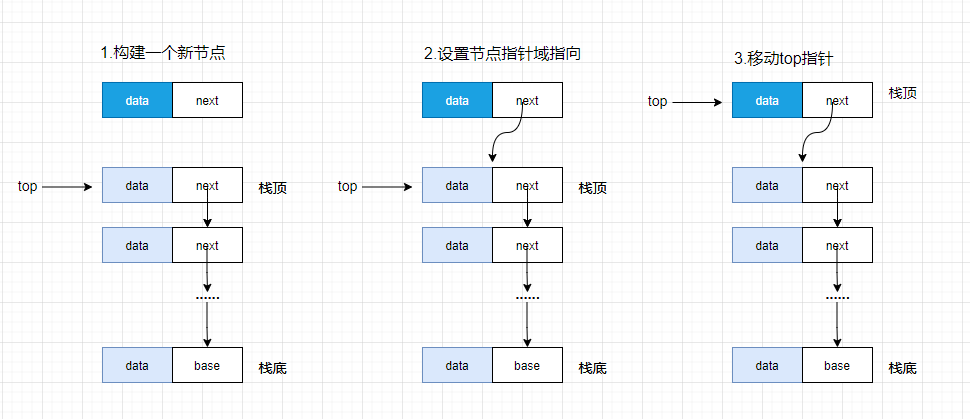 1.构建一个新节点
data next
top
data next
栈顶
data next
......
data base
栈底
2.设置节点指针域指向
data next
top
data next
栈顶
data next
......
data base
栈底
3.移动top指针
top
data next
栈顶
data next
data next
......
data base
栈底